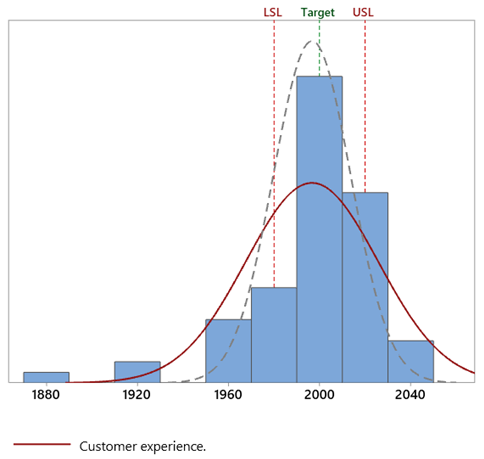 LSL Target USL
1880 1920 1960 2000 2040
Customer experience.